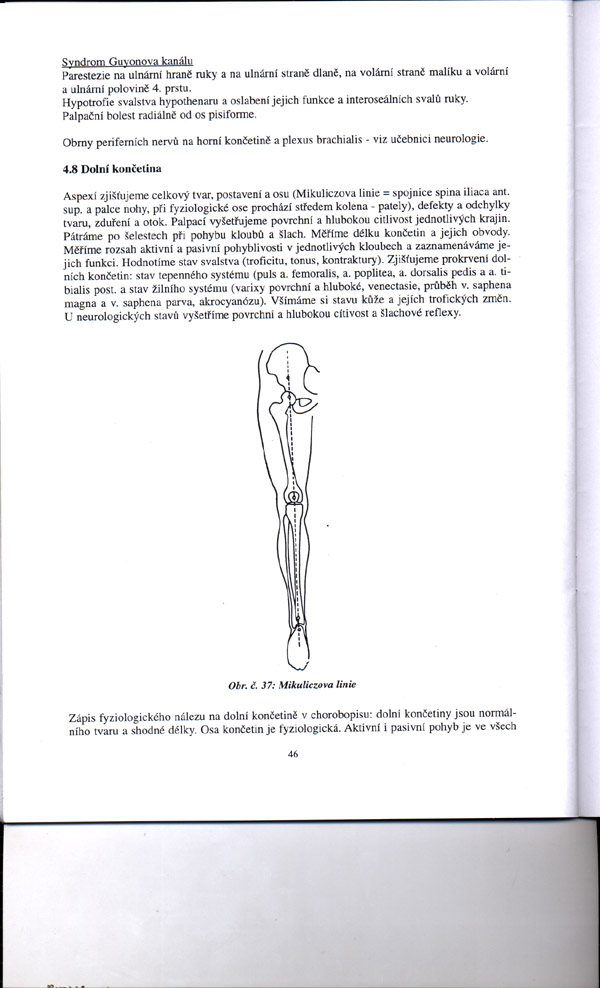 Syndrom Guyonova kanálu
Parestezie na ulnární hraně ruky a na ulnární straně dlaně, na volární straně malíku a volární
a ulnární polovině 4. prstu.
Hypotrofie svalstva hypothenaru a oslabení jejich funkce a interoseálních svalů ruky.
Palpační bolest radiálně od os pisiforme.
Obrny periferních nervů na horní končetině a plexus brachialis - viz učebnici neurologie.
4.8 Dolní končetina
Aspexí zjišťujeme celkový tvar, postavení a osu (Mikuliczova linie = spojnice spina iliaca ant.
sup. a palce nohy, při fyziologické ose prochází středem kolena - pately), defekty a odchylky
tvaru, zduření a otok. Palpací vyšetřujeme povrchní a hlubokou citlivost jednotlivých krajin.
Pátráme po šelestech při pohybu kloubů a šlach. Měříme délku končetin a jejich obvody.
Měříme rozsah aktivní a pasivní pohyblivosti v jednotlivých kloubech a zaznamenáváme je-
jich funkci. Hodnotíme stav svalstva (troficitu, tonus, kontraktury). Zjišťujeme prokrvení dol-
ních končetin: stav tepenného systému (puls a. femoralis, a. poplitea, a. dorsalis pedis a a. ti-
bialis post. a stav žilního systému (varixy povrchní a hluboké, venectasie, průběh v. saphena
magna a v. saphena parva, akrocyanózu). Všímáme si stavu kůže a jejích trofických změn.
U neurologických stavů vyšetříme povrchní a hlubokou cítivost a šlachové reflexy.
Obr. č. 37: Mikuliczova linie
Zápis fyziologického nálezu na dolní končetině v chorobopisu: dolní končetiny jsou normál-
ního tvaru a shodné délky. Osa končetin je fyziologická. Aktivní i pasivní pohyb je ve všech
46